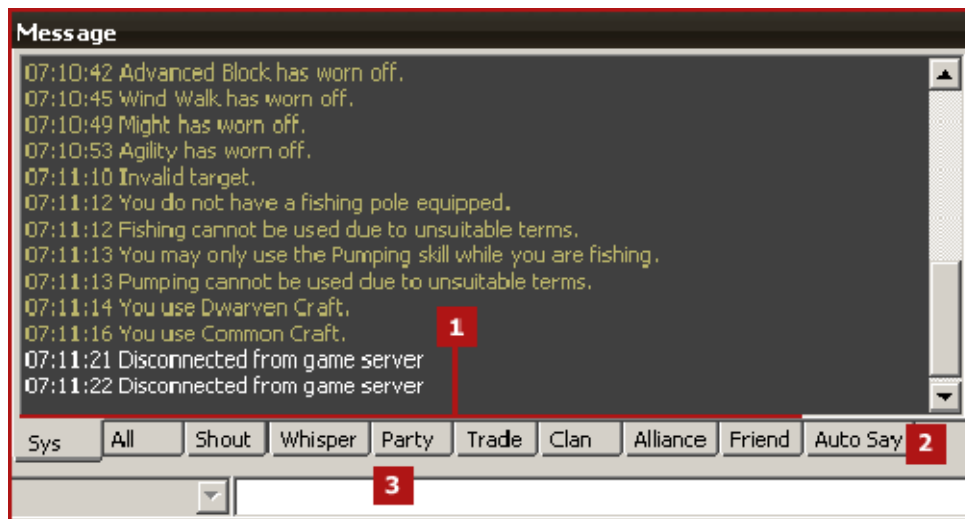 Message
07:10:42 Advanced Block has worn off.
07:10:45 Wind Walk has worn off.
07:10:49 Might has worn off.
07:10:53 Agility has worn off.
07:11:10 Invalid target.
07:11:12 You do not have a fishing pole equipped.
07:11:12 Fishing cannot be used due to unsuitable terms.
07:11:13 You may only use the Pumping skill while you are fishing.
07:11:13 Pumping cannot be used due to unsuitable terms.
07:11:14 You use Dwarven Craft.
07:11:16 You use Common Craft.
1
07:11:21 Disconnected from game server
07:11:22 Disconnected from game server
Sys All Shout Whisper Party Trade Clan Alliance Friend Auto Say 2
3